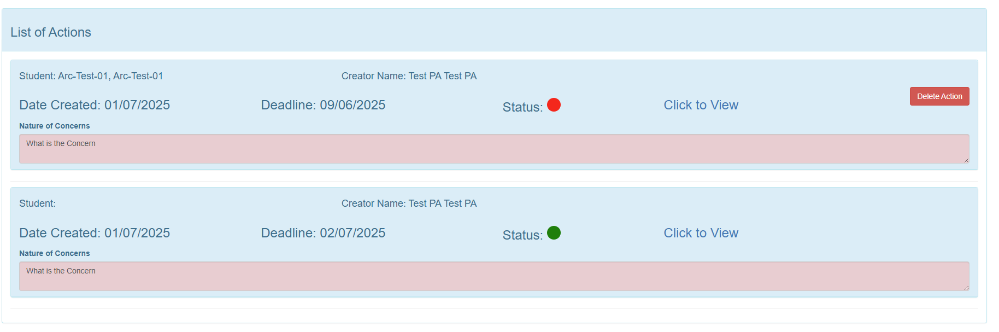 List of Actions
Student: Arc-Test-01, Arc-Test-01 Creator Name: Test PA Test PA
Date Created: 01/07/2025 Deadline: 09/06/2025 Status: Click to View Delete Action
Nature of Concerns
What is the Concern
Student: Creator Name: Test PA Test PA
Date Created: 01/07/2025 Deadline: 02/07/2025 Status: Click to View
Nature of Concerns
What is the Concern